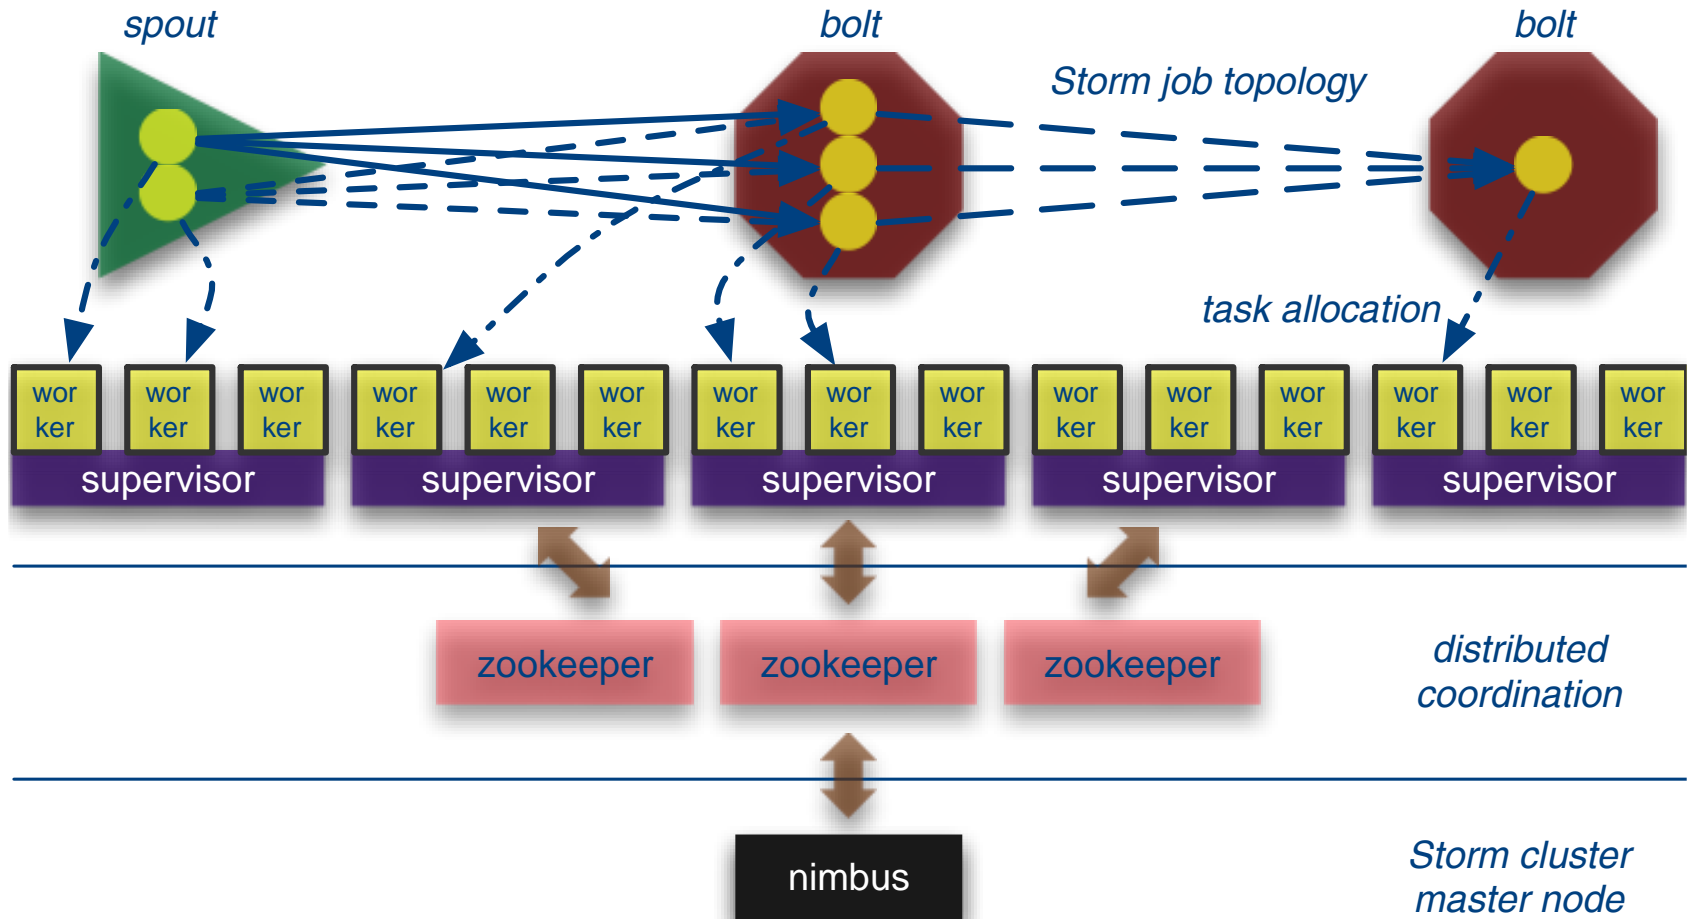 spout
bolt
bolt
Storm job topology
task allocation
wor
ker
wor
ker
wor
ker
wor
ker
wor
ker
wor
ker
wor
ker
wor
ker
wor
ker
wor
ker
wor
ker
wor
ker
wor
ker
wor
ker
wor
ker
supervisor
supervisor
supervisor
supervisor
supervisor
zookeeper
zookeeper
zookeeper
distributed
coordination
nimbus
Storm cluster
master node